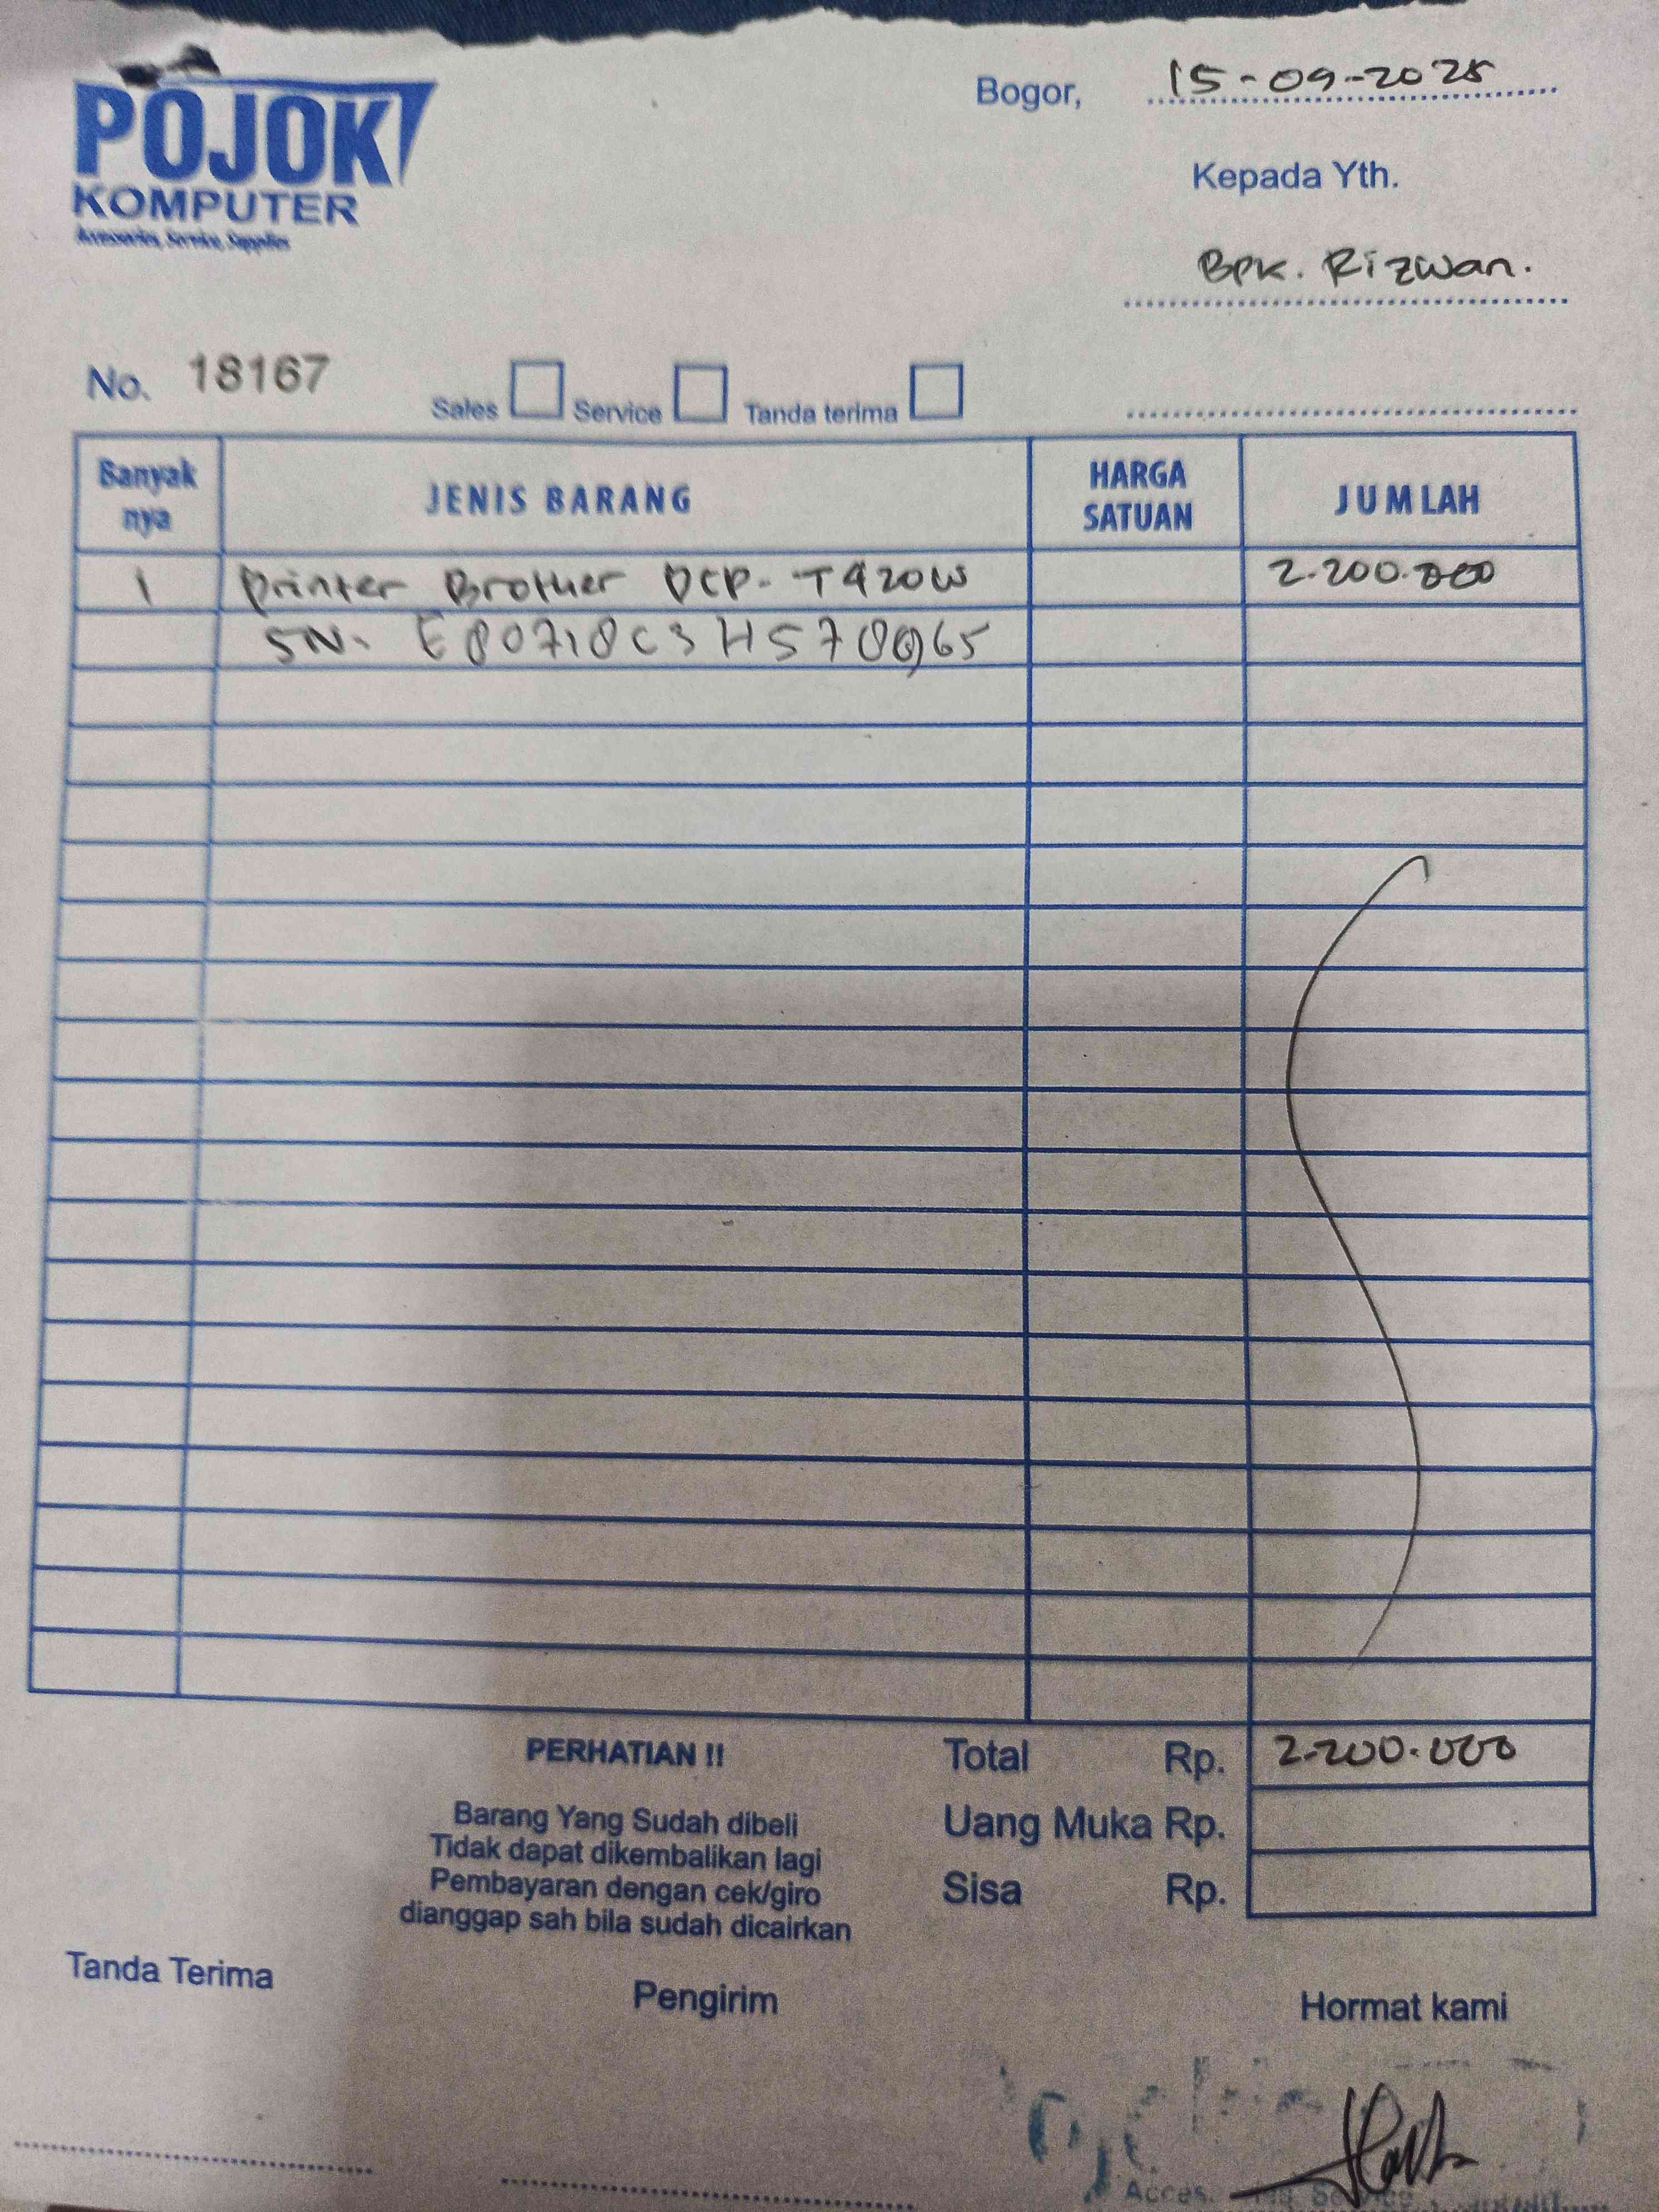 POJOK
KOMPUTER
Accessories, Service, Supplies
Bogor, 15-09-2025
Kepada Yth.
Bpk. Rizwan.
No. 18167
Sales Service Tanda terima
Banyak nya JENIS BARANG HARGA SATUAN JUMLAH
1 Printer Brother DCP-T420W 2.200.000
SN. E80718C3H570065
PERHATIAN !!
Barang Yang Sudah dibeli
Tidak dapat dikembalikan lagi
Pembayaran dengan cek/giro
dianggap sah bila sudah dicairkan
Total Rp. 2.200.000
Uang Muka Rp.
Sisa Rp.
Tanda Terima
Pengirim
Hormat kami